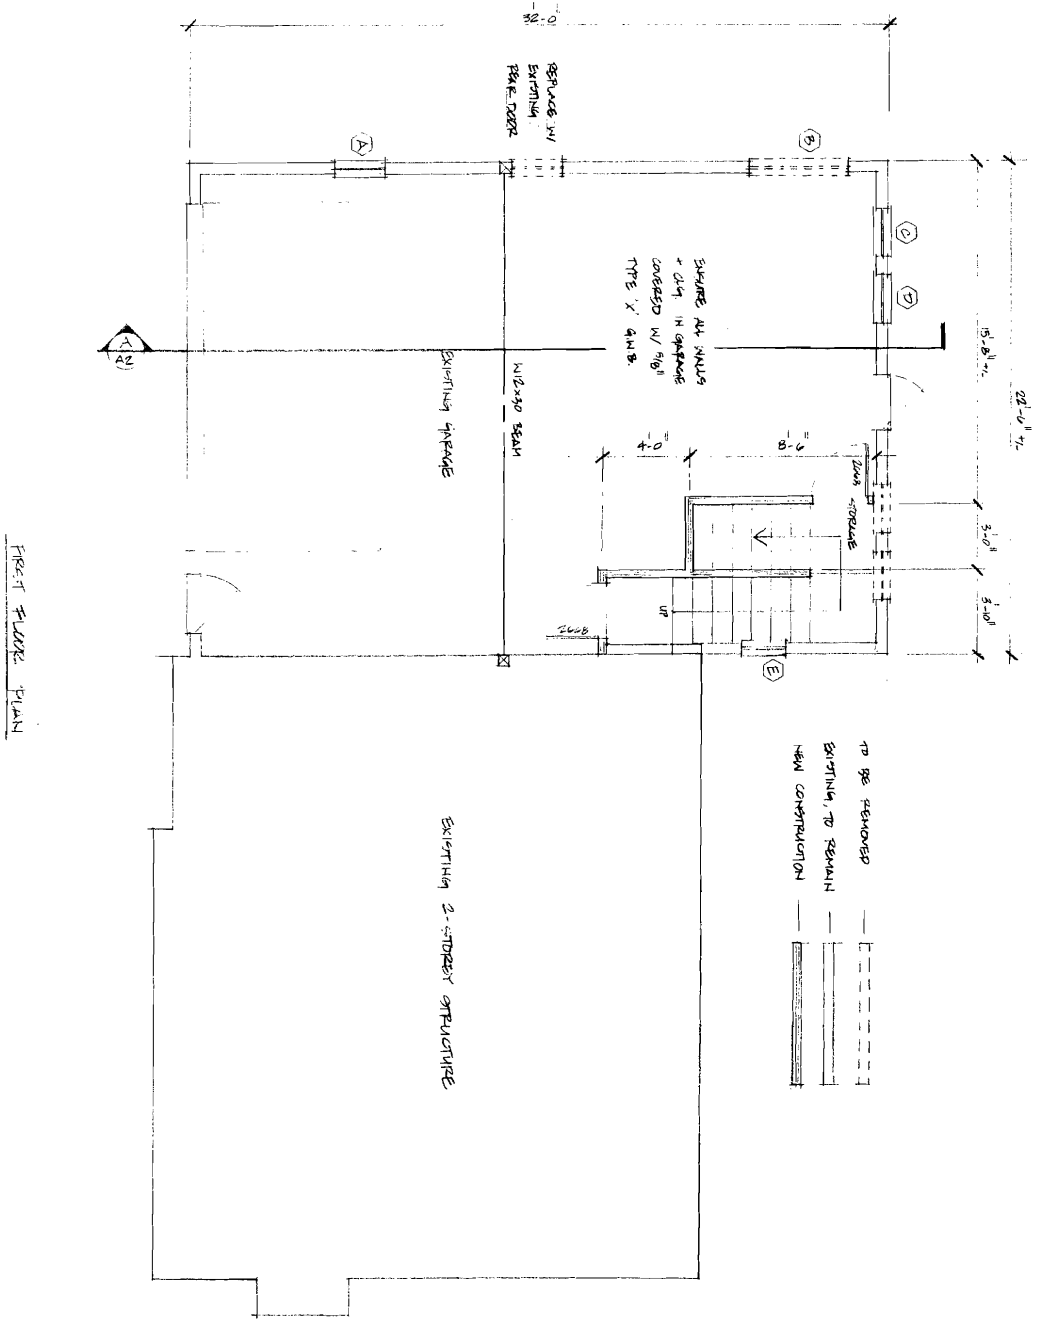 32'-0"
REPLACE W/
EXISTING
REAR DOOR
A
B
C
D
ENSURE ALL WALLS
+ CLG. IN GARAGE
COVERED W/ 5/8"
TYPE 'X' G.W.B.
15'-8" +/-
22'-6" +/-
A
A2
W12x30 BEAM
EXISTING GARAGE
4'-0"
8'-6"
2668
STORAGE
3'-0"
3'-10"
UP
2668
E
TO BE REMOVED
EXISTING, TO REMAIN
NEW CONSTRUCTION
EXISTING 2-STOREY STRUCTURE
FIRST FLOOR PLAN